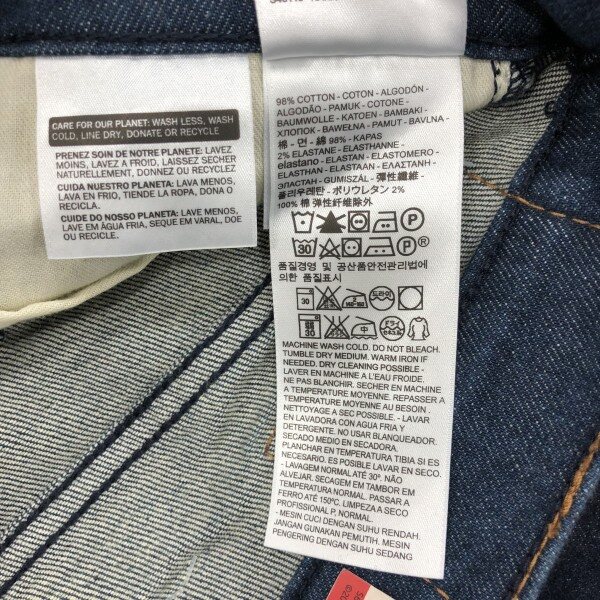 CARE FOR OUR PLANET: WASH LESS, WASH
COLD, LINE DRY, DONATE OR RECYCLE
PRENEZ SOIN DE NOTRE PLANETE: LAVEZ
MOINS, LAVEZ A FROID, LAISSEZ SECHER
NATURELLEMENT, DONNEZ OU RECYCLEZ
CUIDA NUESTRO PLANETA: LAVA MENOS,
LAVA EN FRIO, TIENDE LA ROPA, DONA O
RECICLA
CUIDE DO NOSSO PLANETA: LAVE MENOS,
LAVE EM ÁGUA FRIA, SEQUE EM VARAL, DOE
OU RECICLE.
98% COTTON - COTON - ALGODÓN -
ALGODÃO - PAMUK - COTONE -
BAUMWOLLE - KATOEN - BAMBAKI -
ХЛОПОК - BAWEŁNA - PAMUT - BAVLNA -
棉 - 면 - 綿 98% - KAPAS
2% ELASTANE - ELASTHANNE -
elastano - ELASTAN - ELASTOMERO -
ELASTHAN - ELASTAAN - ΕΛΑΣΤΑΝΗ -
ЭЛАСТАН - GUMISZÁL - ELASTAN -
폴리우레탄 - ポリウレタン 2%
100% 棉 弹性纤维除外
30
품질경영 및 공산품안전관리법에
의한 품질표시
MACHINE WASH COLD. DO NOT BLEACH.
TUMBLE DRY MEDIUM. WARM IRON IF
NEEDED. DRY CLEANING POSSIBLE. -
LAVER EN MACHINE A L'EAU FROIDE.
NE PAS BLANCHIR. SECHER EN MACHINE
A TEMPERATURE MOYENNE. REPASSER A
TEMPERATURE MOYENNE AU BESOIN.
NETTOYAGE A SEC POSSIBLE. - LAVAR
EN LAVADORA CON AGUA FRIA Y
DETERGENTE. NO USAR BLANQUEADOR.
SECADO MEDIO EN SECADORA.
PLANCHAR EN TEMPERATURA TIBIA SI ES
NECESARIO. ES POSIBLE LAVAR EN SECO.
- LAVAGEM NORMAL ATÉ 30º. NÃO
ALVEJAR. SECAGEM EM TAMBOR EM
TEMPERATURA NORMAL. PASSAR A
FERRO ATÉ 150ºC. LIMPAR A SECO
PROFISSIONAL P, NORMAL.
- MESIN CUCI DENGAN SUHU RENDAH.
JANGAN GUNAKAN PEMUTIH. MESIN
PENGERING DENGAN SUHU SEDANG.